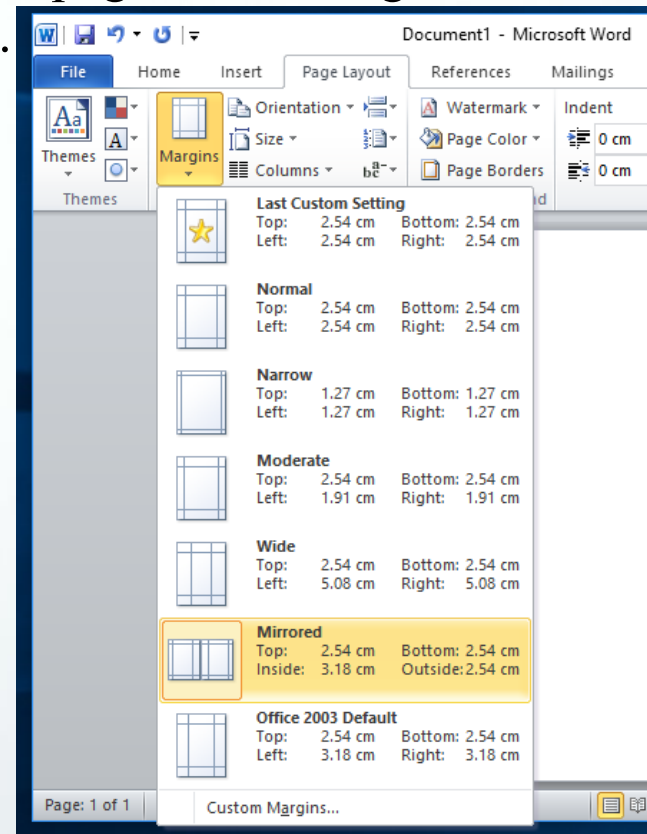 Document1 - Microsoft Word
File Home Insert Page Layout References Mailings
Orientation Watermark Indent
Aa Size Page Color 0 cm
Themes Margins Columns Page Borders 0 cm
Themes
Last Custom Setting
Top: 2.54 cm Bottom: 2.54 cm
Left: 2.54 cm Right: 2.54 cm
Normal
Top: 2.54 cm Bottom: 2.54 cm
Left: 2.54 cm Right: 2.54 cm
Narrow
Top: 1.27 cm Bottom: 1.27 cm
Left: 1.27 cm Right: 1.27 cm
Moderate
Top: 2.54 cm Bottom: 2.54 cm
Left: 1.91 cm Right: 1.91 cm
Wide
Top: 2.54 cm Bottom: 2.54 cm
Left: 5.08 cm Right: 5.08 cm
Mirrored
Top: 2.54 cm Bottom: 2.54 cm
Inside: 3.18 cm Outside: 2.54 cm
Office 2003 Default
Top: 2.54 cm Bottom: 2.54 cm
Left: 3.18 cm Right: 3.18 cm
Custom Margins...
Page: 1 of 1